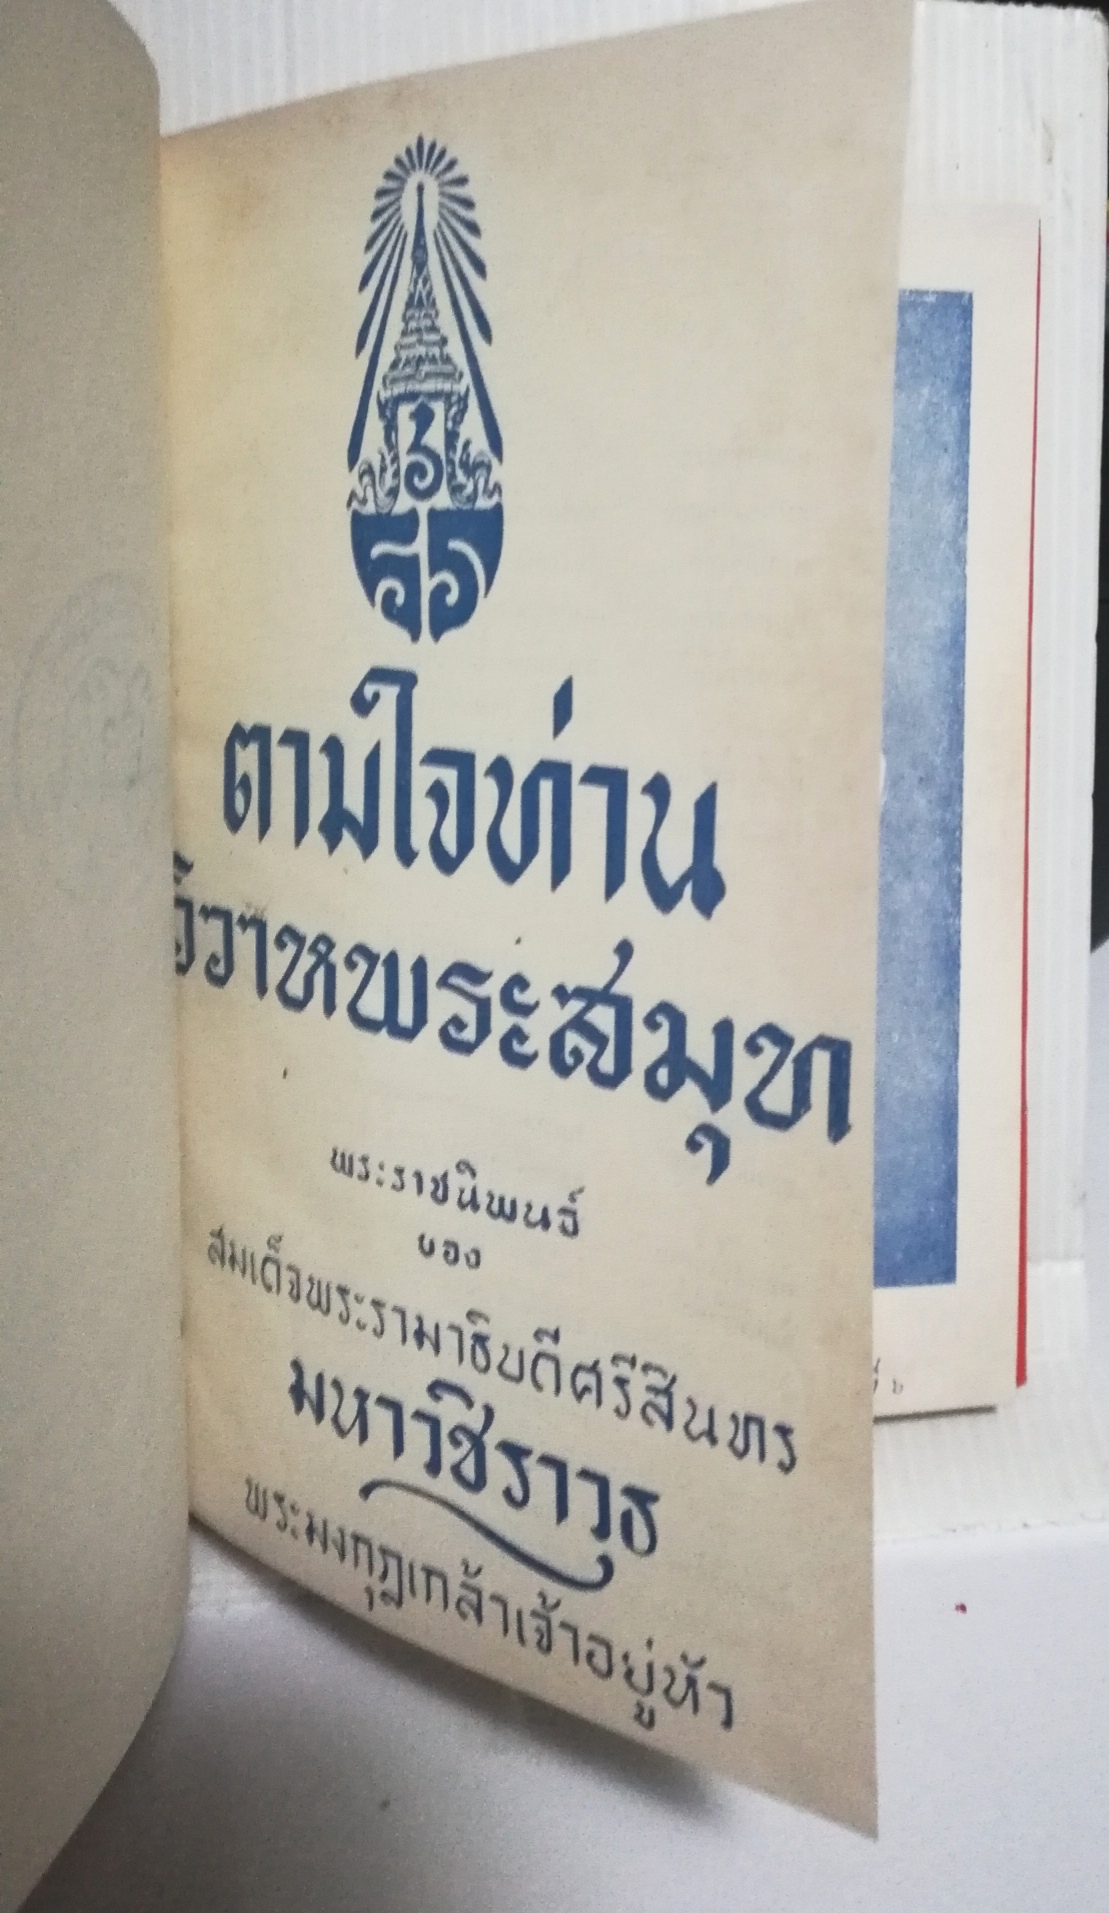 ๓
รร
ตามใจท่าน
วิวาหพระสมุท
พระราชนิพนธ์
ของ
สมเด็จพระรามาธิบดีศรีสินทร
มหาวชิราวุธ
พระมงกุฎเกล้าเจ้าอยู่หัว
๖